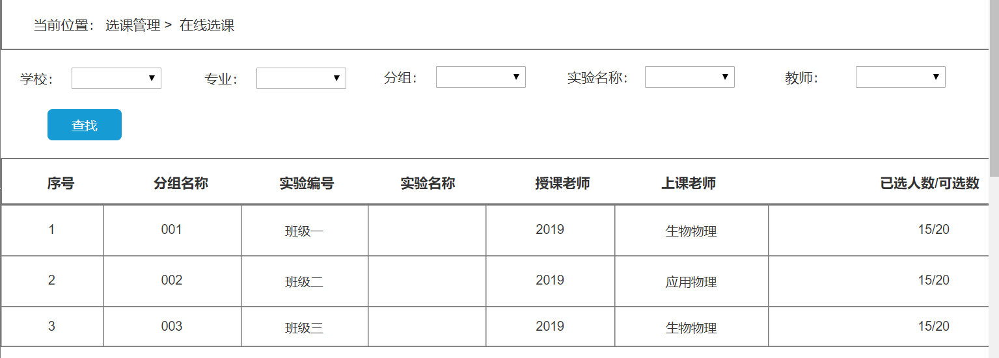 当前位置： 选课管理 > 在线选课
学校： 专业： 分组： 实验名称： 教师：
查找
序号 分组名称 实验编号 实验名称 授课老师 上课老师 已选人数/可选数
1 001 班级一 2019 生物物理 15/20
2 002 班级二 2019 应用物理 15/20
3 003 班级三 2019 生物物理 15/20